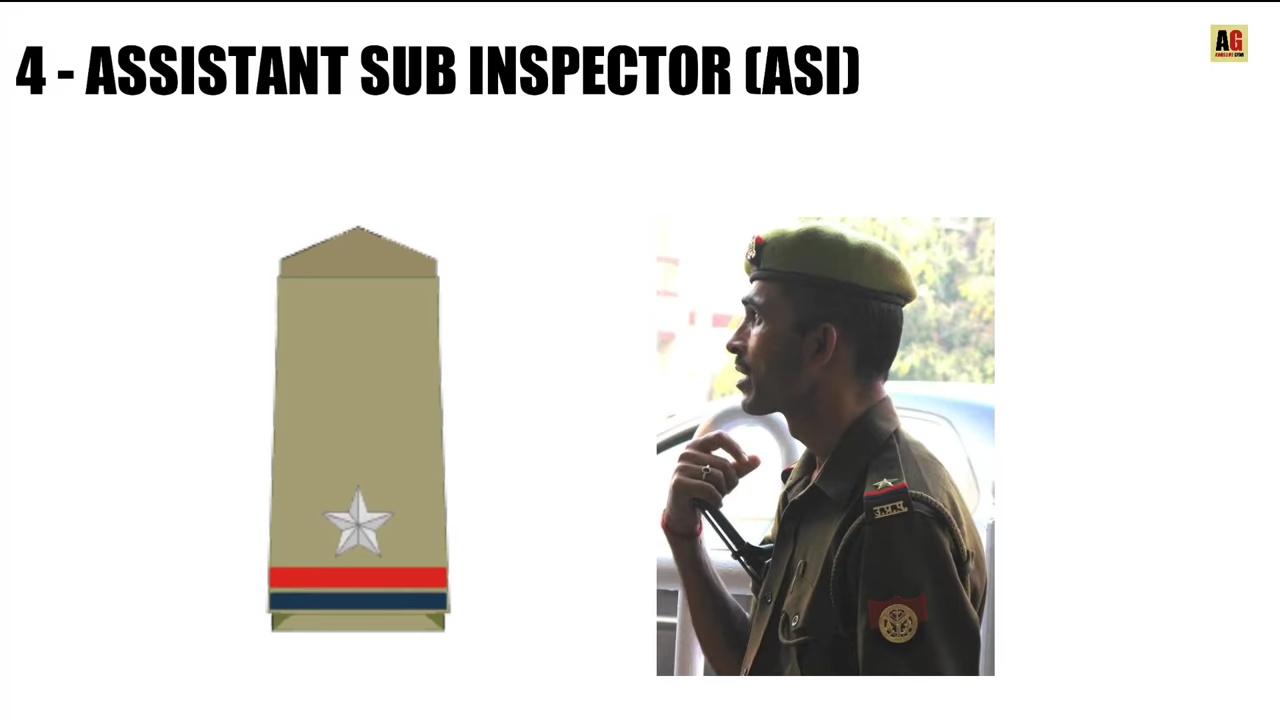 4 - ASSISTANT SUB INSPECTOR (ASI)
AG
उ.प्र.पु.